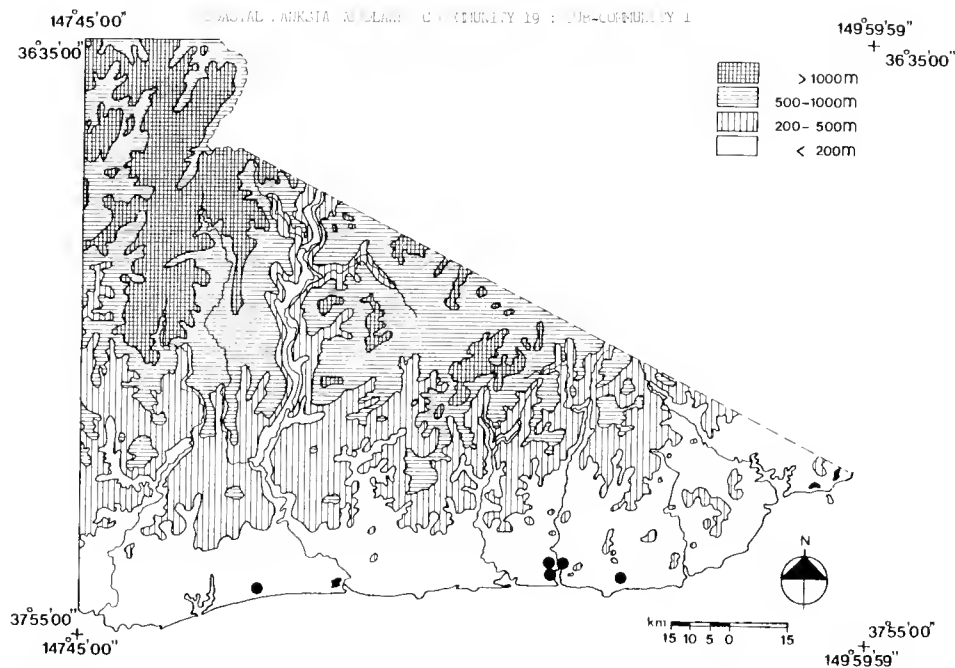 COMMUNITY 19 : SUB-COMMUNITY 1
147°45'00"
36°35'00"
149°59'59"
36°35'00"
>1000m
500-1000m
200-500m
< 200m
N
km
15 10 5 0 15
37°55'00"
147°45'00"
37°55'00"
149°59'59"